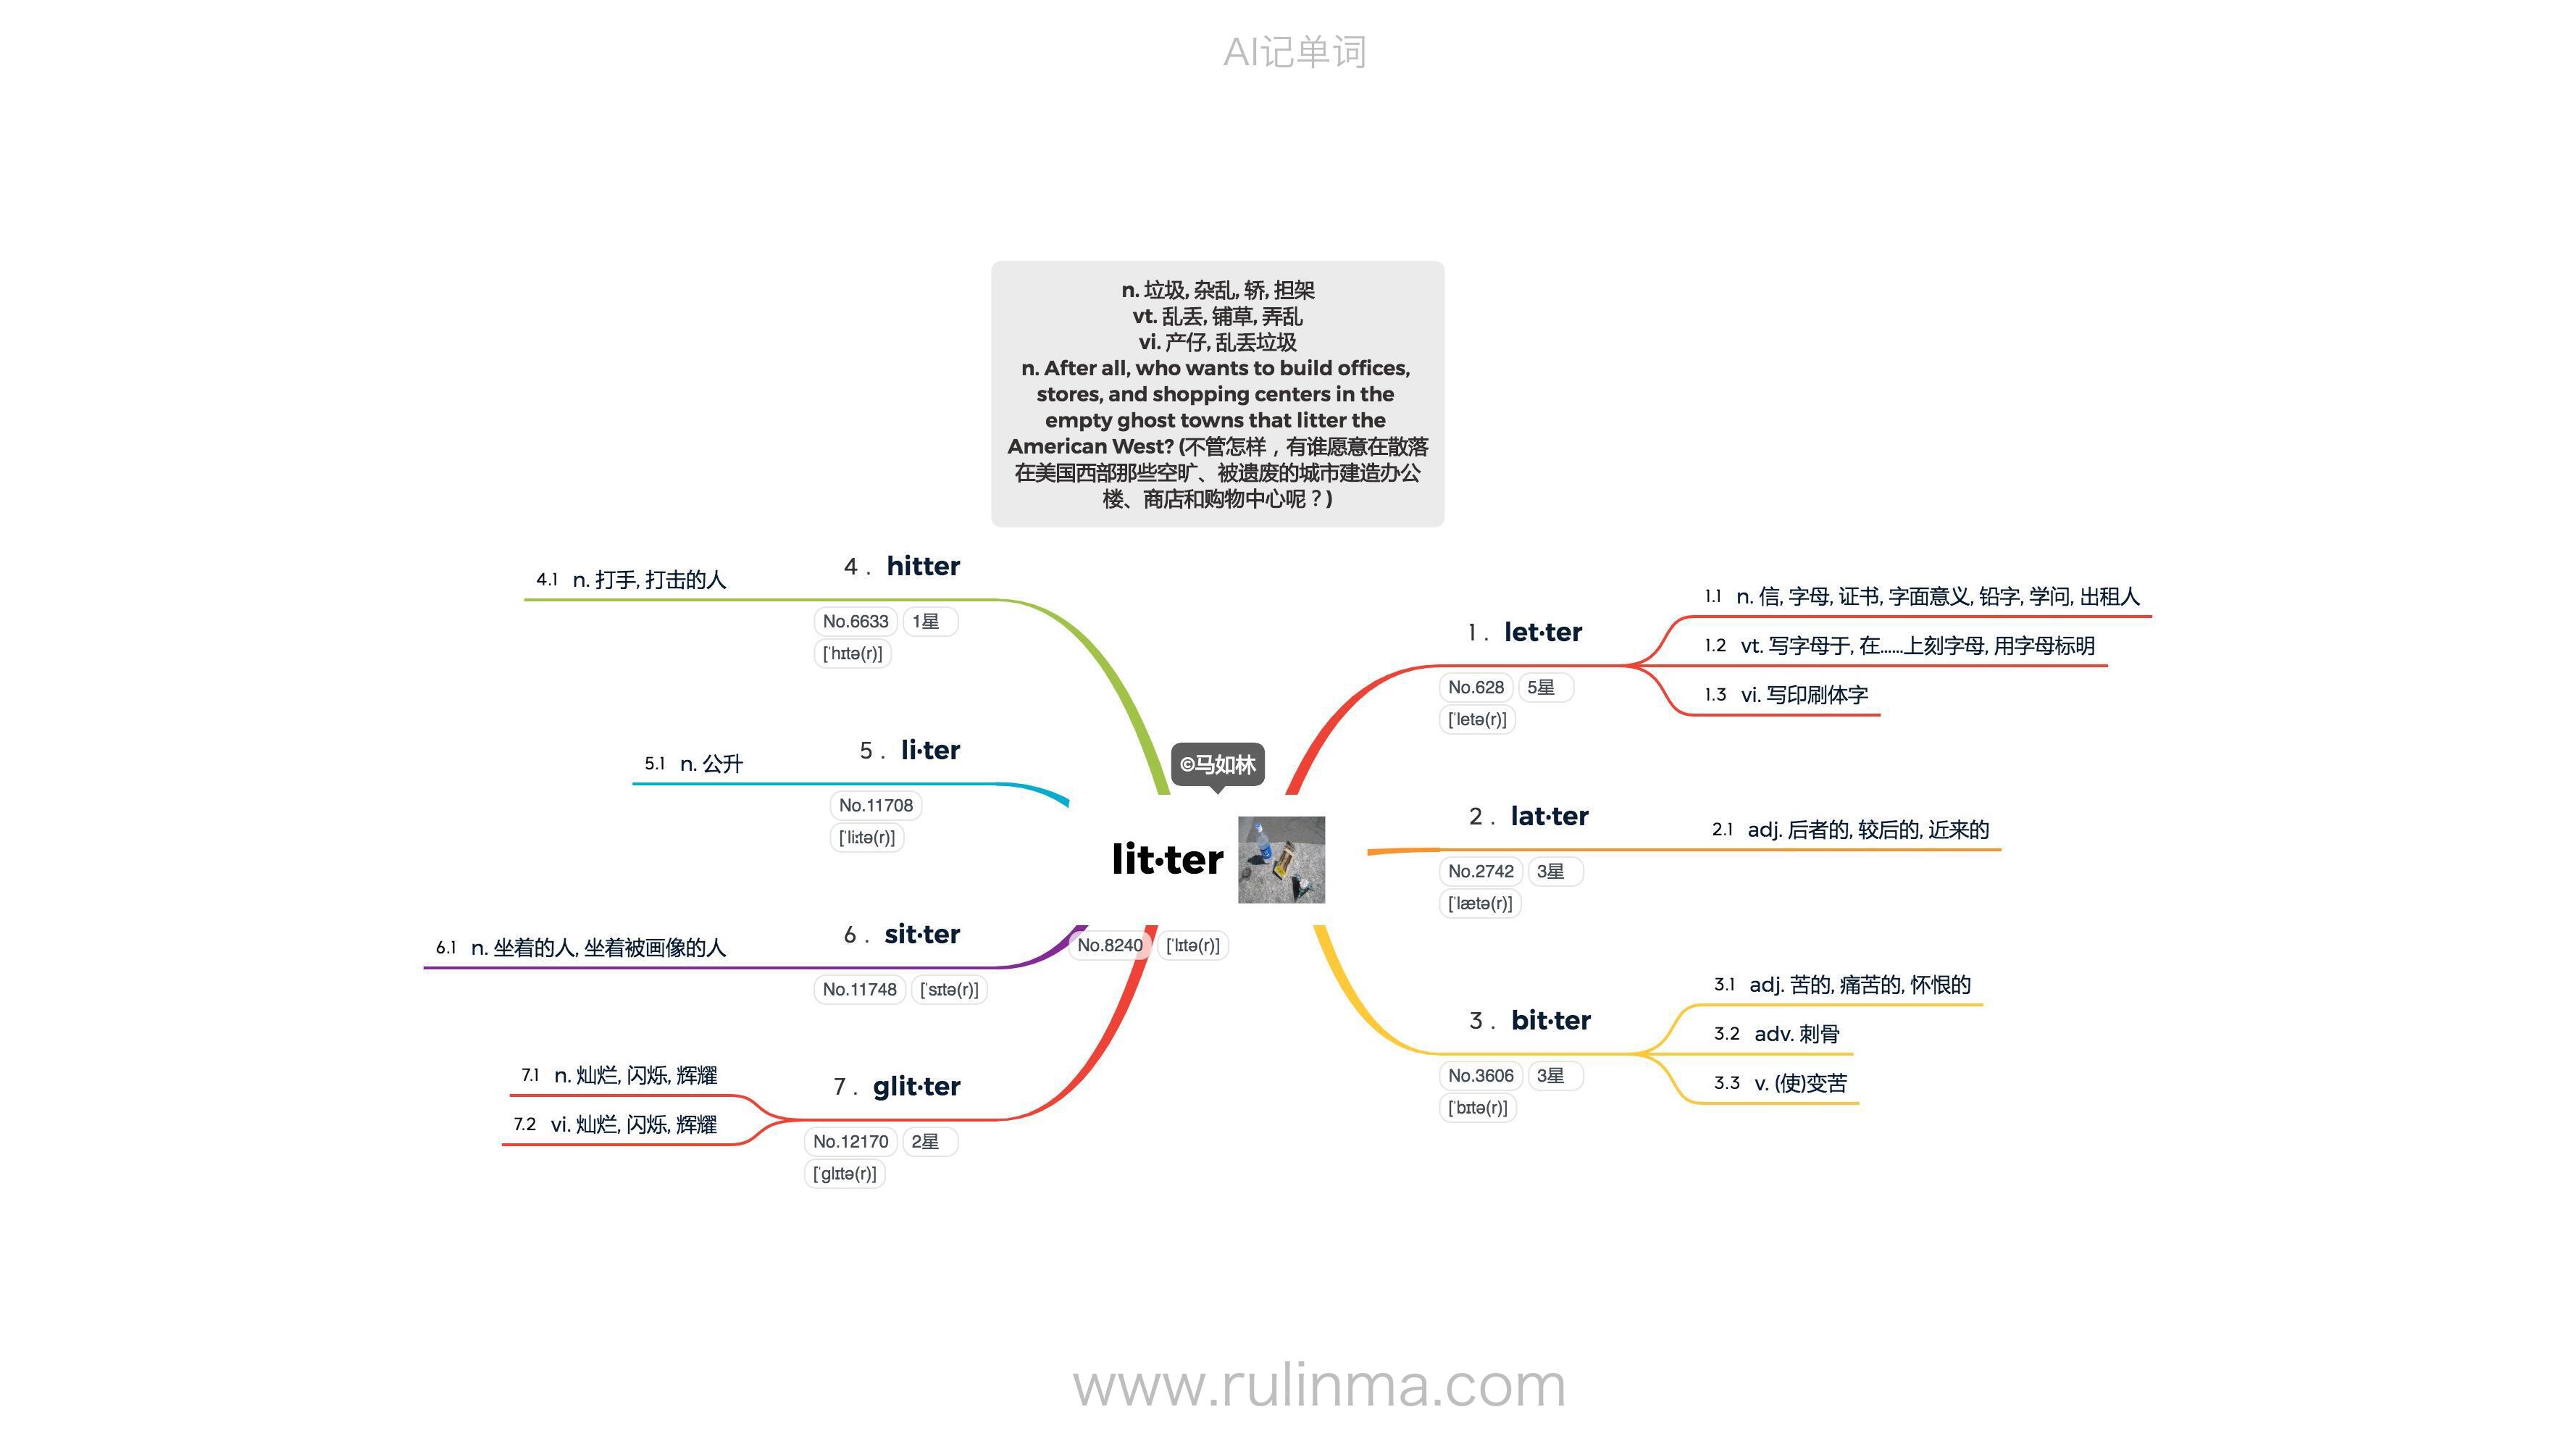 AI记单词
n. 垃圾, 杂乱, 轿, 担架
vt. 乱丢, 铺草, 弄乱
vi. 产仔, 乱丢垃圾
n. After all, who wants to build offices,
stores, and shopping centers in the
empty ghost towns that litter the
American West? (不管怎样，有谁愿意在散落
在美国西部那些空旷、被遗废的城市建造办公
楼、商店和购物中心呢？)
©马如林
lit·ter
No.8240 [ˈlɪtə(r)]
1. let·ter
No.628 5星
[ˈletə(r)]
1.1 n. 信, 字母, 证书, 字面意义, 铅字, 学问, 出租人
1.2 vt. 写字母于, 在……上刻字母, 用字母标明
1.3 vi. 写印刷体字
2. lat·ter
No.2742 3星
[ˈlætə(r)]
2.1 adj. 后者的, 较后的, 近来的
3. bit·ter
No.3606 3星
[ˈbɪtə(r)]
3.1 adj. 苦的, 痛苦的, 怀恨的
3.2 adv. 刺骨
3.3 v. (使)变苦
4. hitter
No.6633 1星
[ˈhɪtə(r)]
4.1 n. 打手, 打击的人
5. li·ter
No.11708
[ˈliːtə(r)]
5.1 n. 公升
6. sit·ter
No.11748 [ˈsɪtə(r)]
6.1 n. 坐着的人, 坐着被画像的人
7. glit·ter
No.12170 2星
[ˈglɪtə(r)]
7.1 n. 灿烂, 闪烁, 辉耀
7.2 vi. 灿烂, 闪烁, 辉耀
www.rulinma.com